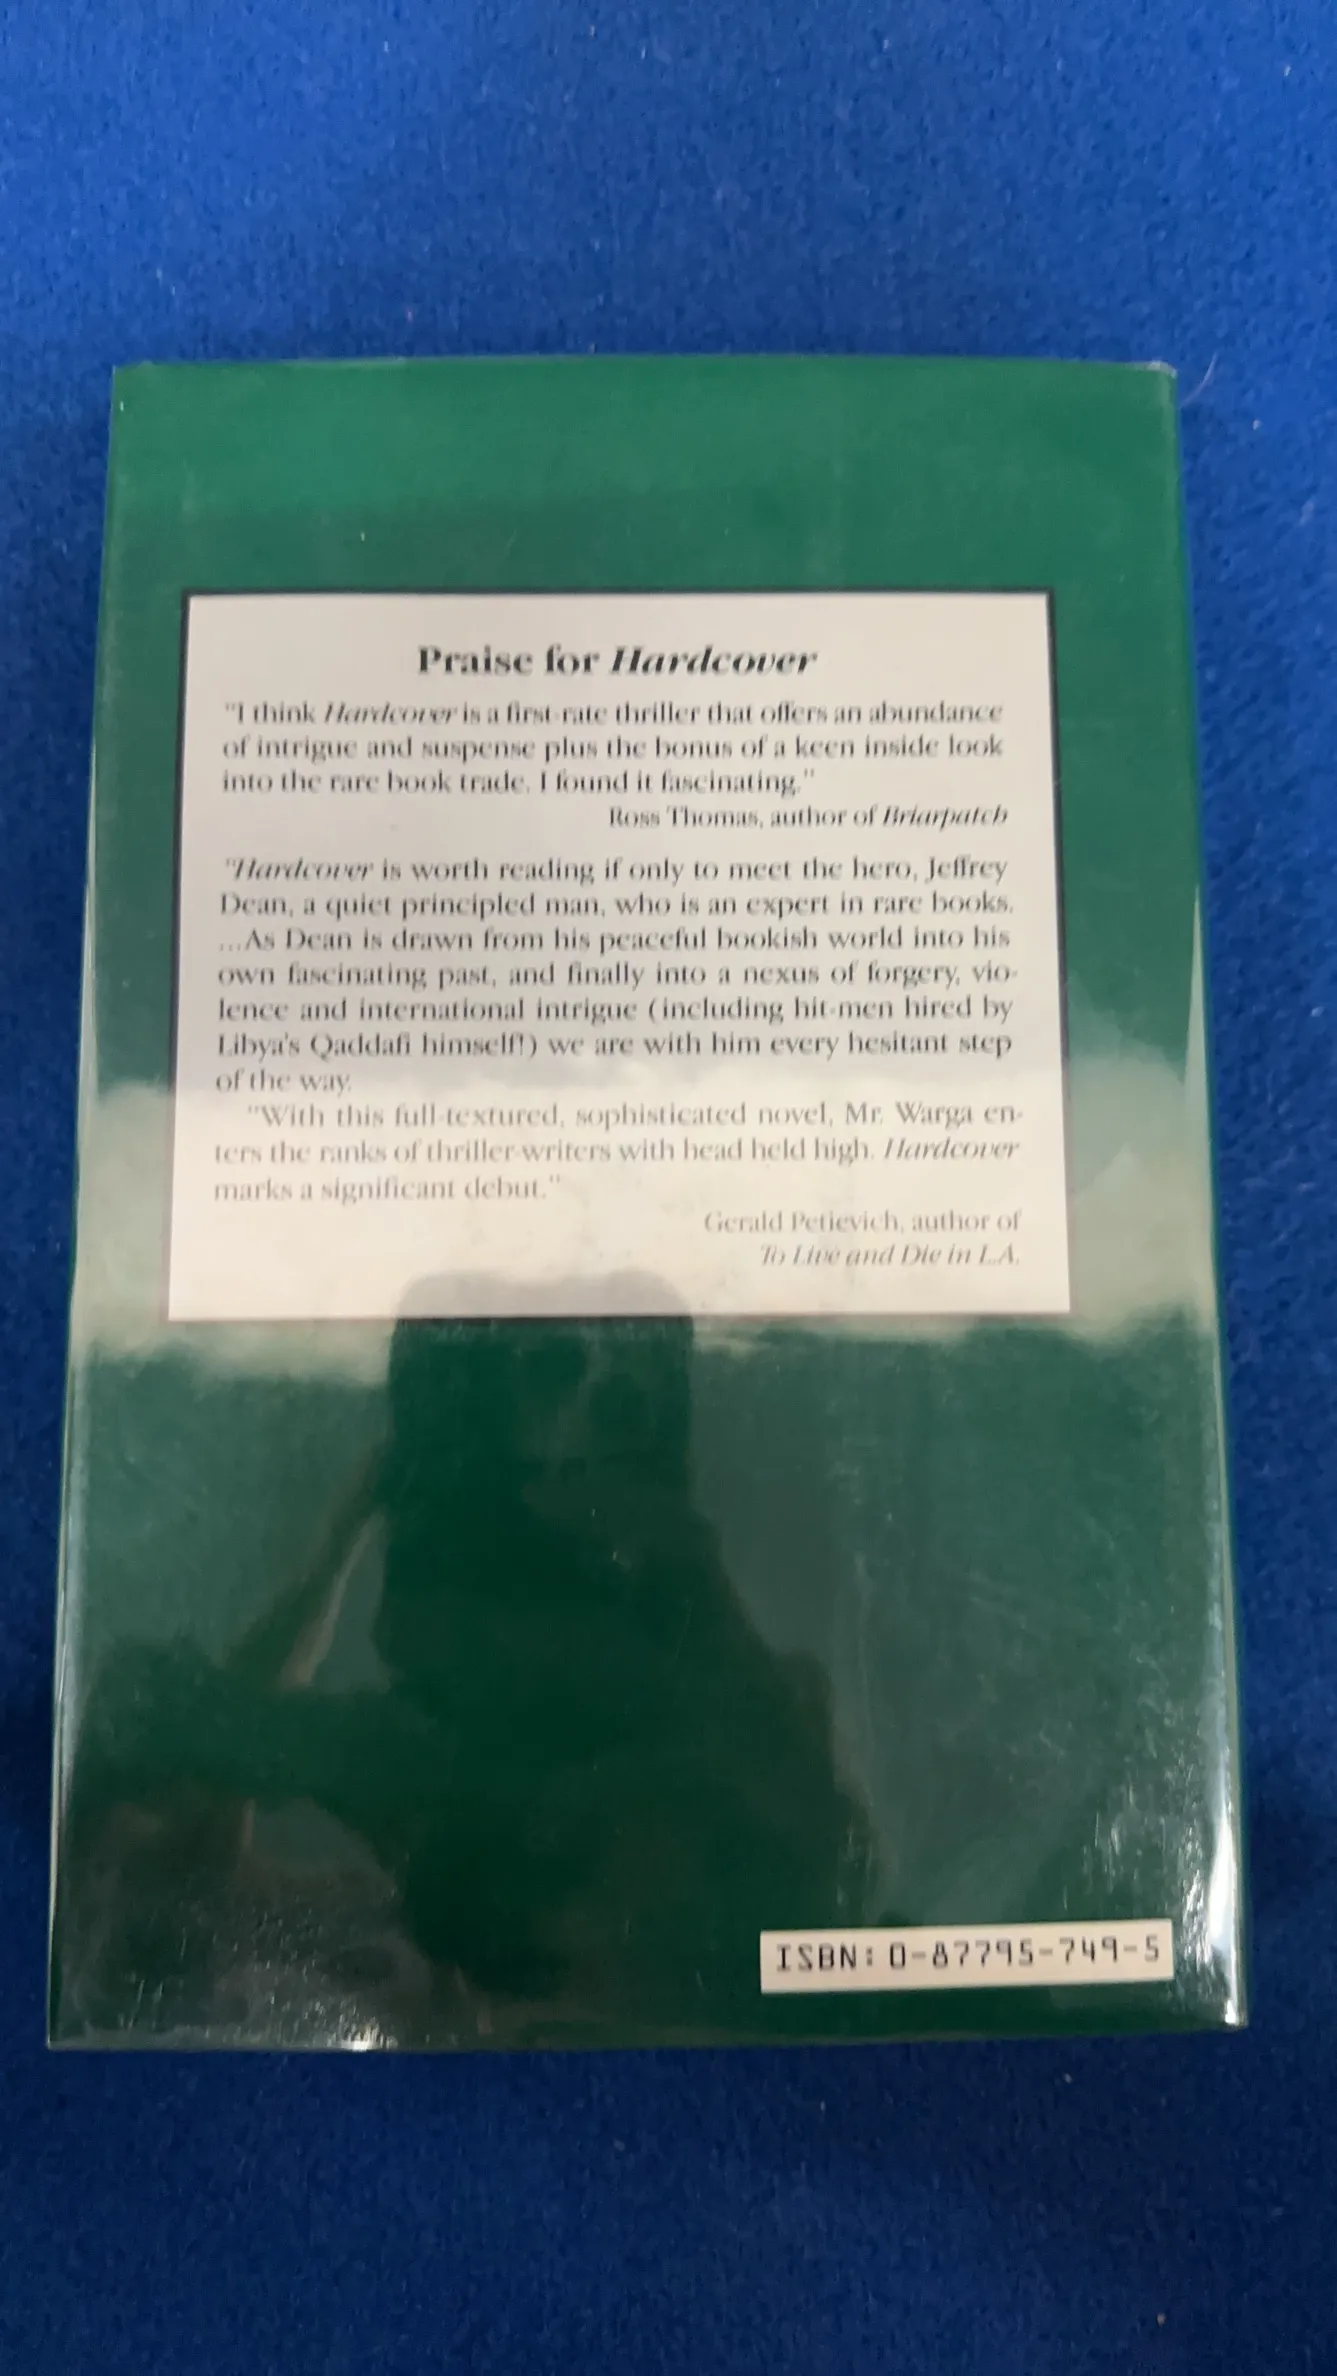 Praise for Hardcover
"I think Hardcover is a first-rate thriller that offers an abundance
of intrigue and suspense plus the bonus of a keen inside look
into the rare book trade. I found it fascinating."
Ross Thomas, author of Briarpatch
"Hardcover is worth reading if only to meet the hero, Jeffrey
Dean, a quiet principled man, who is an expert in rare books.
...As Dean is drawn from his peaceful bookish world into his
own fascinating past, and finally into a nexus of forgery, vio-
lence and international intrigue (including hit-men hired by
Libya's Qaddafi himself!) we are with him every hesitant step
of the way.
"With this full-textured, sophisticated novel, Mr. Warga en-
ters the ranks of thriller-writers with head held high. Hardcover
marks a significant debut."
Gerald Petievich, author of
To Live and Die in L.A.
ISBN: 0-87795-749-5